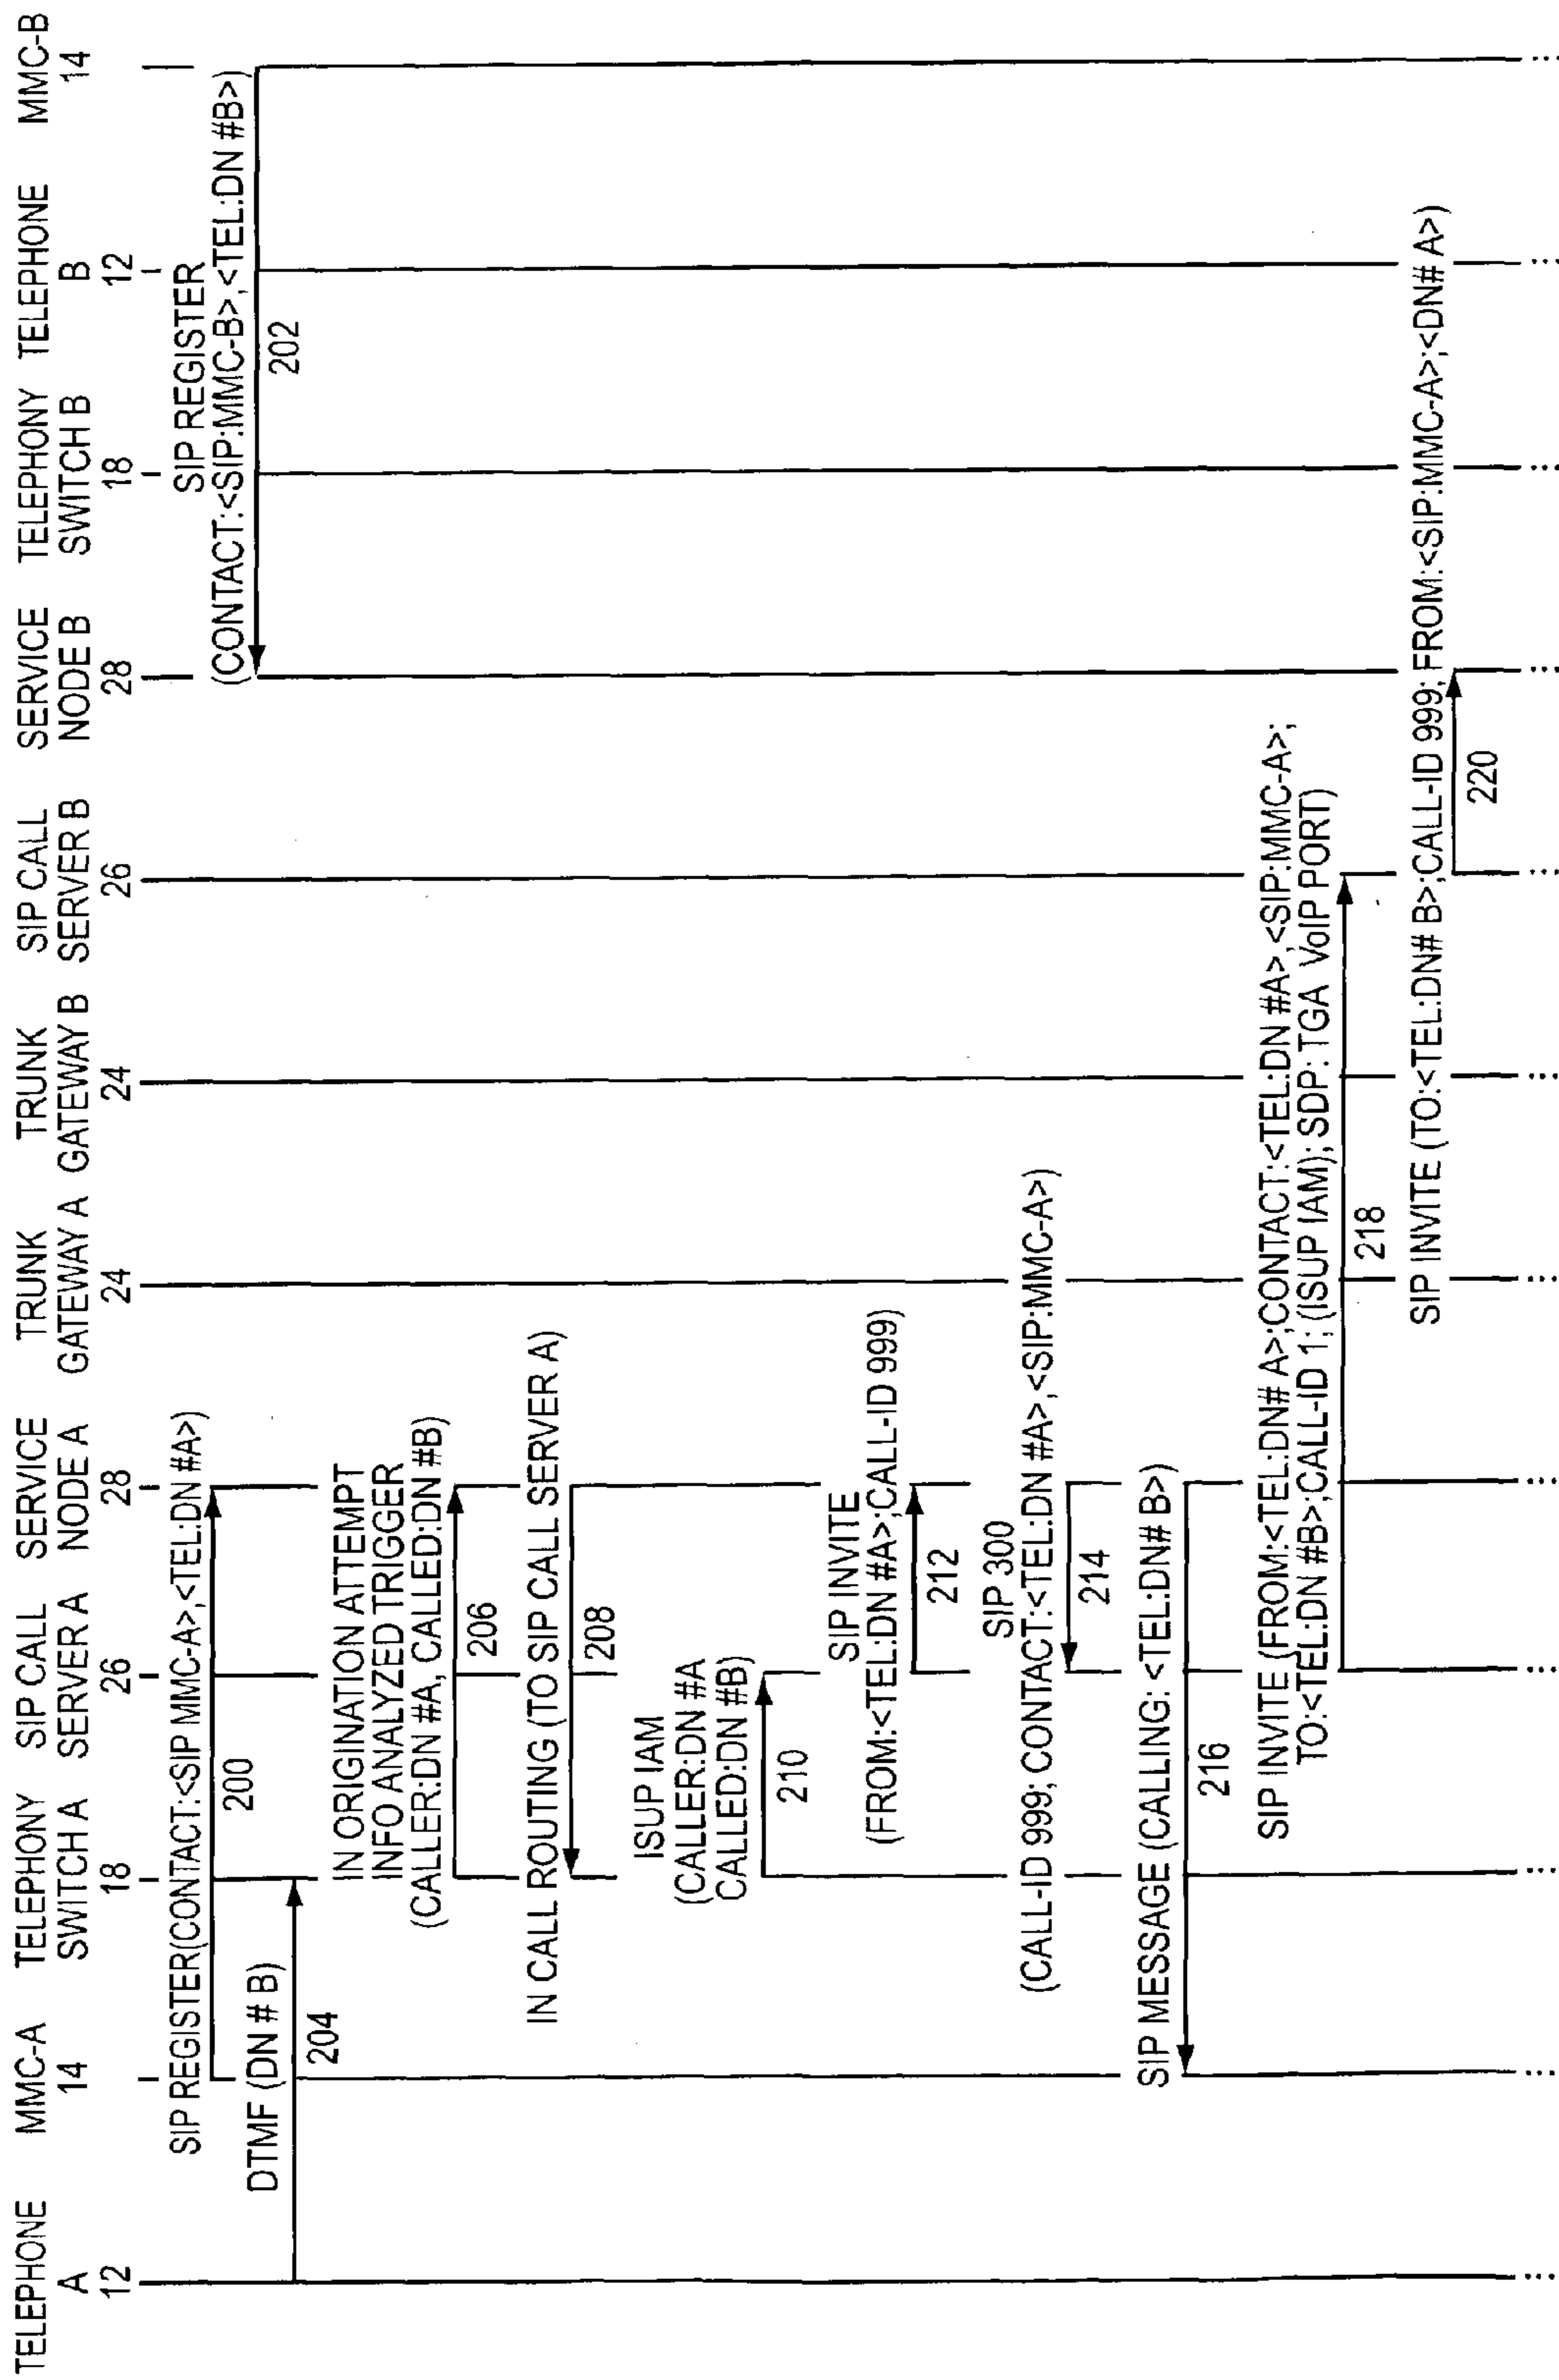 TELEPHONE A 12
MMC-A 14
TELEPHONY SWITCH A 18
SIP CALL SERVER A 26
SERVICE NODE A 28
TRUNK GATEWAY A 24
TRUNK GATEWAY B 24
SIP CALL SERVER B 26
SERVICE NODE B 28
TELEPHONY SWITCH B 18
TELEPHONE B 12
MMC-B 14
SIP REGISTER(CONTACT:<SIP MMC-A>,<TEL:DN #A>)
200
SIP REGISTER
(CONTACT:<SIP:MMC-B>,<TEL:DN #B>)
202
DTMF (DN # B)
204
IN ORIGINATION ATTEMPT
INFO ANALYZED TRIGGER
(CALLER:DN #A, CALLED:DN #B)
206
IN CALL ROUTING (TO SIP CALL SERVER A)
208
ISUP IAM
(CALLER:DN #A
CALLED:DN #B)
210
SIP INVITE
(FROM:<TEL:DN #A>;CALL-ID 999)
212
SIP 300
(CALL-ID 999; CONTACT:<TEL:DN #A>,<SIP:MMC-A>)
214
SIP MESSAGE (CALLING: <TEL:DN# B>)
216
SIP INVITE (FROM:<TEL:DN# A>;CONTACT:<TEL:DN #A>,<SIP:MMC-A>;
TO:<TEL:DN #B>;CALL-ID 1; (ISUP IAM); SDP: TGA VoIP PORT)
218
SIP INVITE (TO:<TEL:DN# B>;CALL-ID 999; FROM:<SIP:MMC-A>;<DN# A>)
220